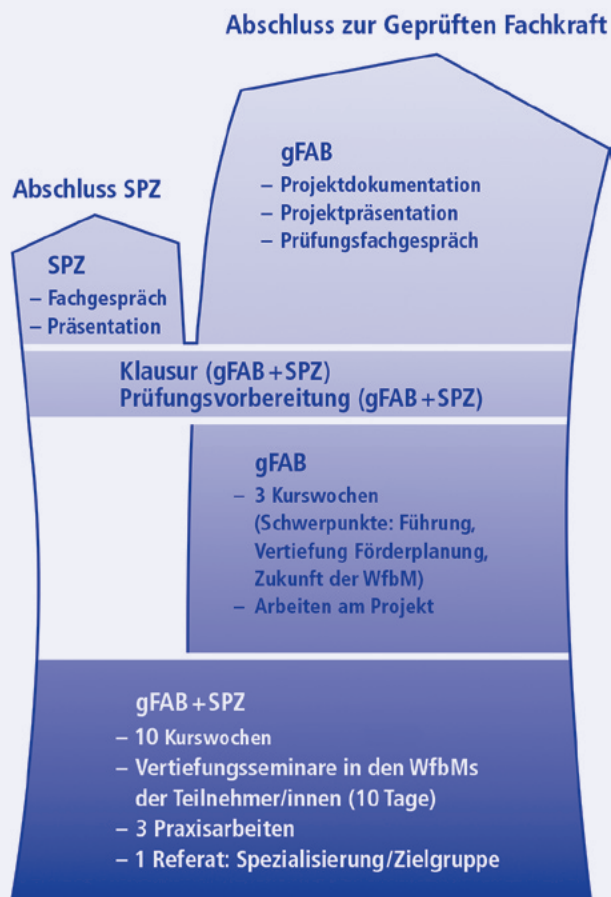 Abschluss zur Geprüften Fachkraft
gFAB
– Projektdokumentation
– Projektpräsentation
– Prüfungsfachgespräch
Abschluss SPZ
SPZ
– Fachgespräch
– Präsentation
Klausur (gFAB + SPZ)
Prüfungsvorbereitung (gFAB + SPZ)
gFAB
– 3 Kurswochen
(Schwerpunkte: Führung,
Vertiefung Förderplanung,
Zukunft der WfbM)
– Arbeiten am Projekt
gFAB + SPZ
– 10 Kurswochen
– Vertiefungsseminare in den WfbMs
der Teilnehmer/innen (10 Tage)
– 3 Praxisarbeiten
– 1 Referat: Spezialisierung/Zielgruppe